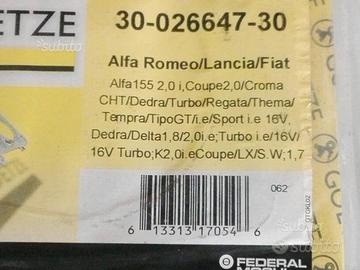 ETZE
subito
30-026647-30
Alfa Romeo/Lancia/Fiat
Alfa155 2,0 i,Coupe2,0/Croma
CHT/Dedra/Turbo/Regata/Thema/
Tempra/TipoGT/i.e/Sport i.e 16V,
Dedra/Delta1,8/2,0i.e;Turbo i.e/16V/
16V Turbo;K2,0i.eCoupe/LX/S.W;1,7
062
6 13313 17054 6
GOETZE
FEDERAL
subito